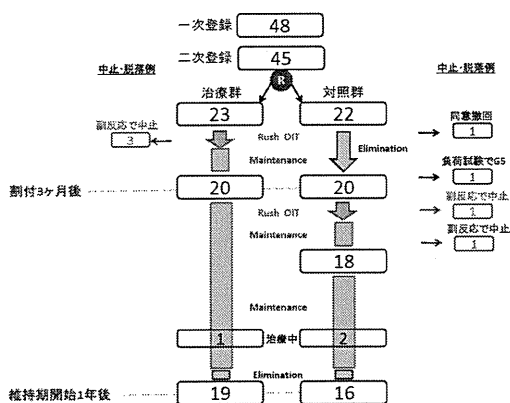 一次登録 48
二次登録 45
R
中止・脱落例
治療群
対照群
中止・脱落例
23
22
副反応で中止
3
Rush OIT
Elimination
同意撤回
1
Maintenance
負荷試験でG5
1
割付3ヶ月後
20
20
副反応で中止
1
Rush OIT
Maintenance
副反応で中止
1
18
Maintenance
1
治療中
2
Elimination
維持期開始1年後
19
16